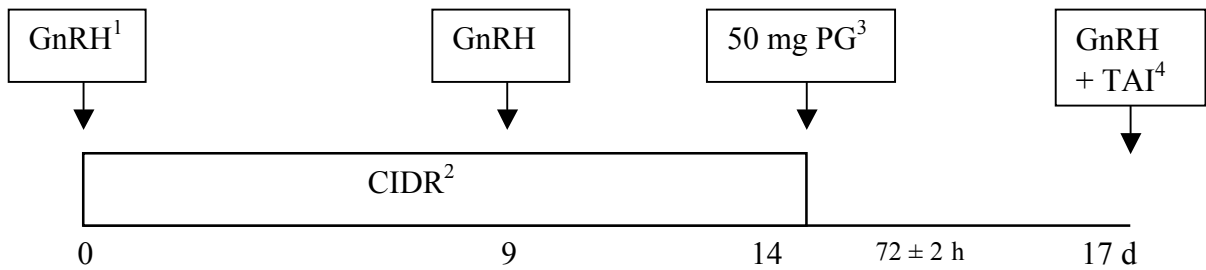 GnRH¹
GnRH
50 mg PG³
GnRH
+ TAI⁴
CIDR²
0
9
14
72 ± 2 h
17 d